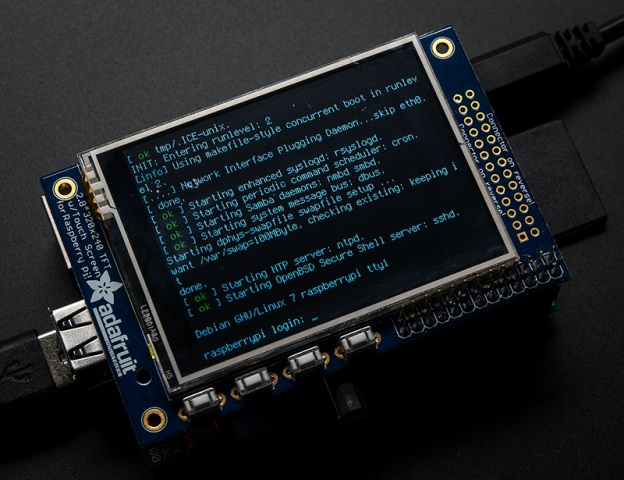 [ ok tmp/.ICE-unix.
INIT: Entering runlevel: 2
[info] Using makefile-style concurrent boot in runlev
el 2.
[....] Network Interface Plugging Daemon...skip eth0.
. done.
[ ok ] Starting enhanced syslogd: rsyslogd.
[ ok ] Starting periodic command scheduler: cron.
[ ok ] Starting Samba daemons: nmbd smbd.
[ ok ] Starting system message bus: dbus.
Starting dphys-swapfile swapfile setup ...
want /var/swap=100MByte, checking existing: keeping i
t
done.
[ ok ] Starting NTP server: ntpd.
[ ok ] Starting OpenBSD Secure Shell server: sshd.
Debian GNU/Linux 7 raspberrypi tty1
raspberrypi login: _
2.8" 320x240 TFT
w/Touch Screen
for Raspberry Pi!
adafruit
Connector on reverse!